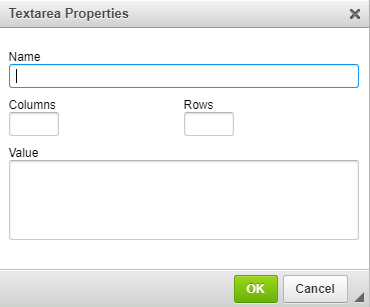 Textarea Properties
Name
Columns Rows
Value
OK Cancel